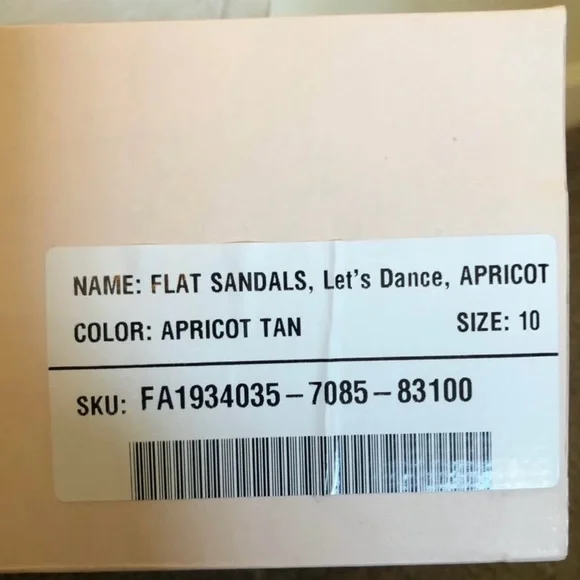 NAME: FLAT SANDALS, Let's Dance, APRICOT
COLOR: APRICOT TAN SIZE: 10
SKU: FA1934035-7085-83100